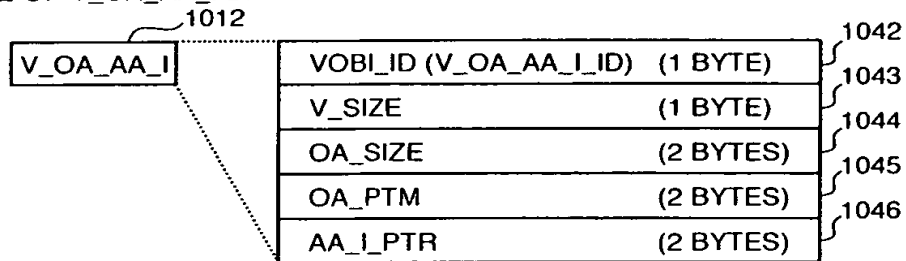 1012
V_OA_AA_I
VOBI_ID (V_OA_AA_I_ID) (1 BYTE)
1042
V_SIZE (1 BYTE)
1043
OA_SIZE (2 BYTES)
1044
OA_PTM (2 BYTES)
1045
AA_I_PTR (2 BYTES)
1046